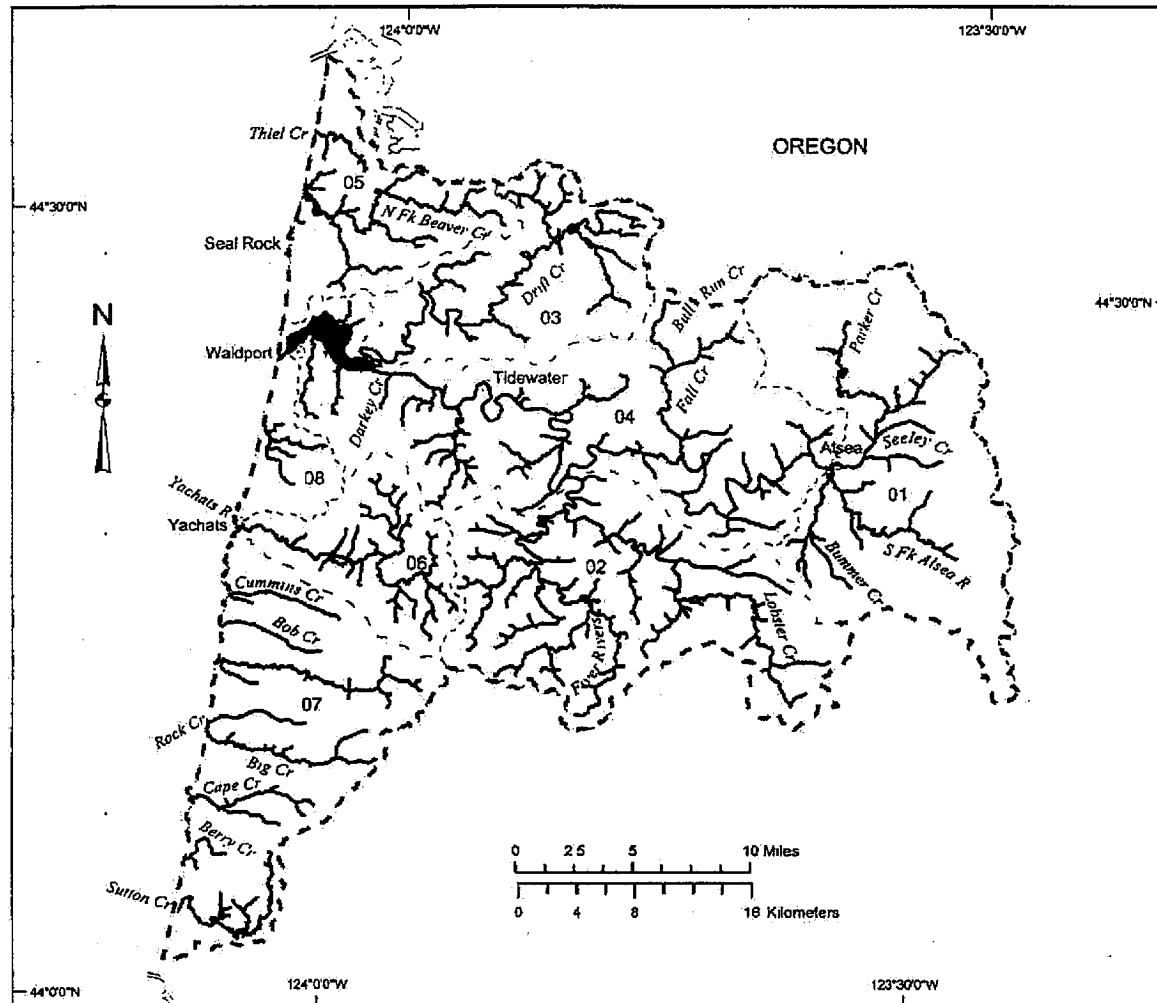 124°0'0"W
123°30'0"W
Thiel Cr
OREGON
05
44°30'0"N
N Fk Beaver Cr
Seal Rock
Drift Cr
Bull Run Cr
44°30'0"N
N
03
Parker Cr
Waldport
Tidewater
Darkey Cr
Fall Cr
04
Alsea
Seeley Cr
08
01
Yachats R
Yachats
S Fk Alsea R
06
02
Bummer Cr
Cummins Cr
Lobster Cr
Bob Cr
Fiver Rivers
07
Rock Cr
Big Cr
Cape Cr
Berry Cr
0 2.5 5 10 Miles
Sutton Cr
0 4 8 16 Kilometers
44°0'0"N
124°0'0"W
123°30'0"W